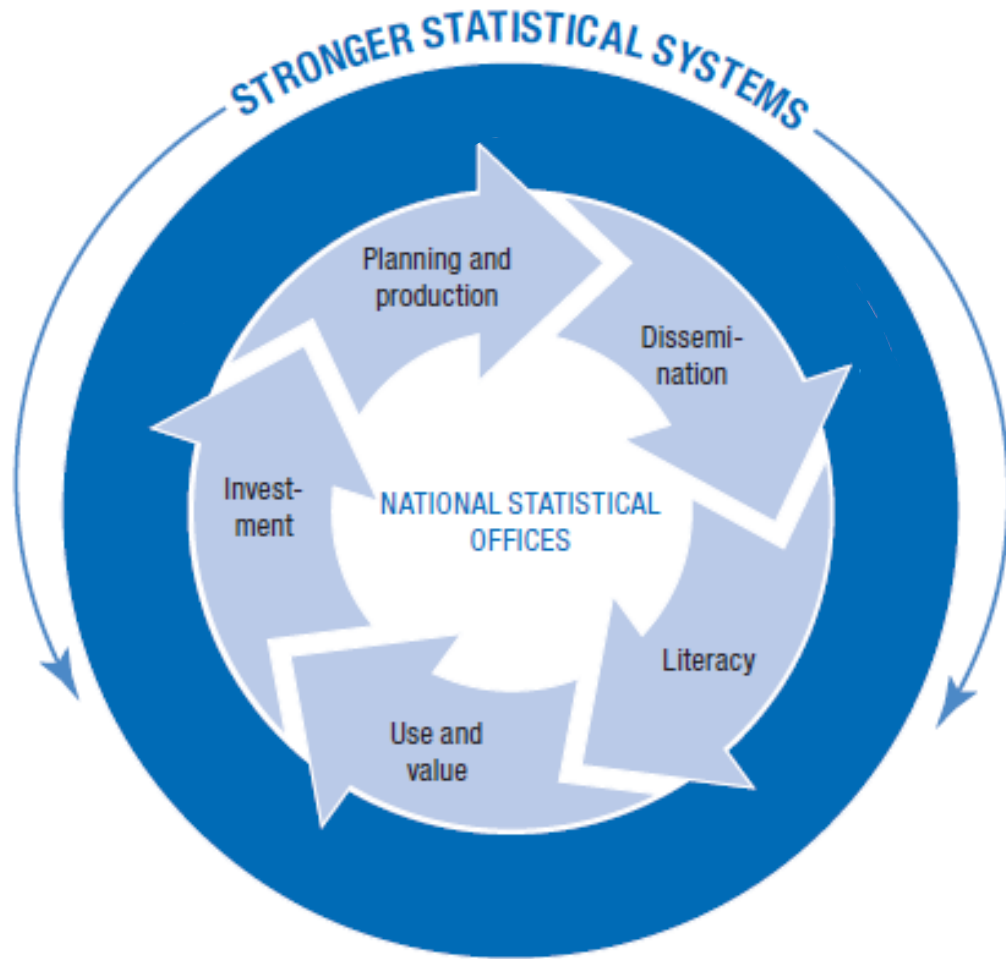 STRONGER STATISTICAL SYSTEMS
Planning and
production
Dissemi-
nation
Invest-
ment
NATIONAL STATISTICAL
OFFICES
Literacy
Use and
value